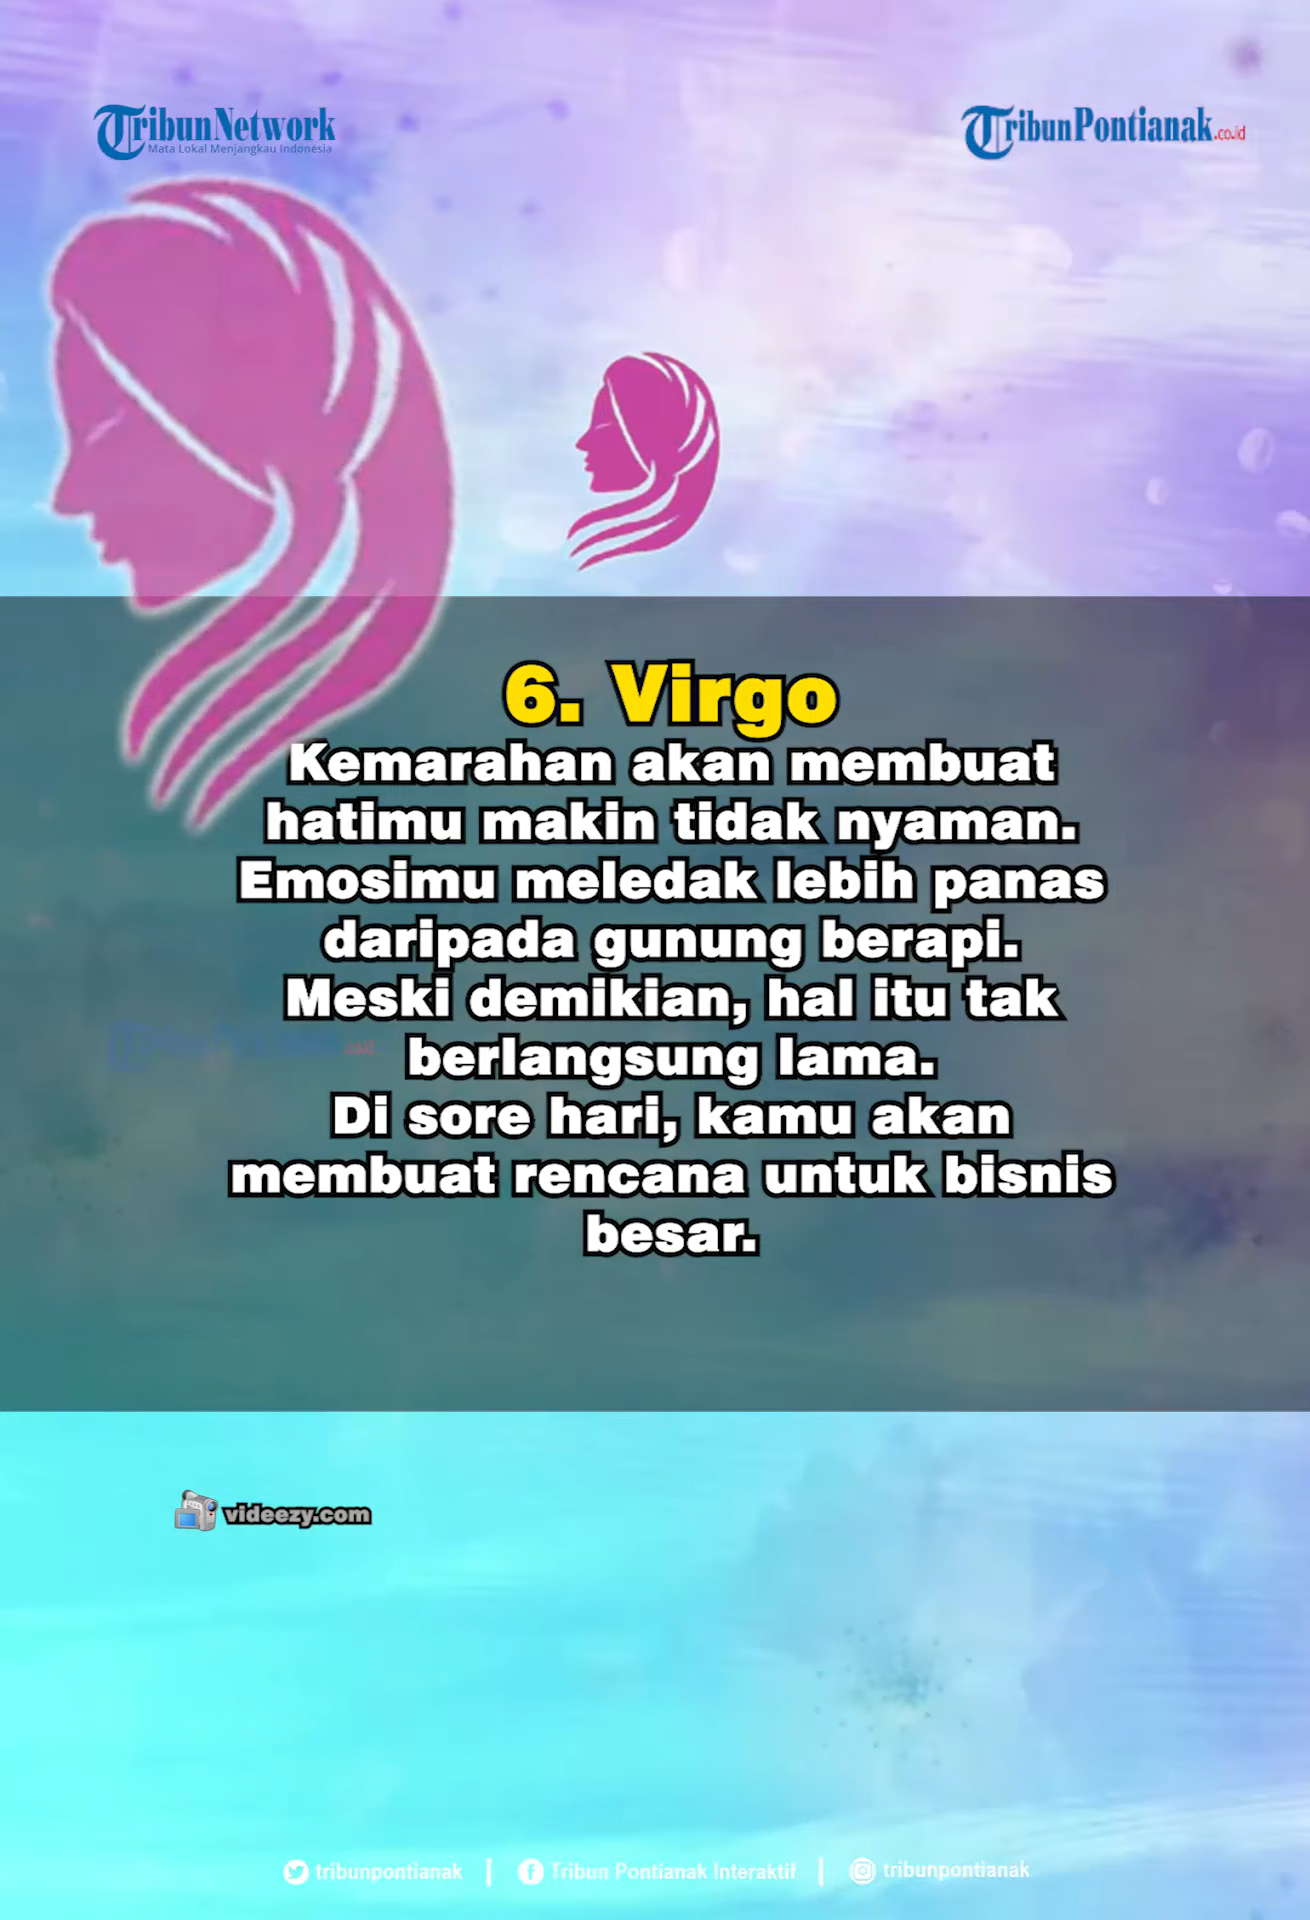 TribunNetwork
Mata Lokal Menjangkau Indonesia
TribunPontianak.co.id
6. Virgo
Kemarahan akan membuat
hatimu makin tidak nyaman.
Emosimu meledak lebih panas
daripada gunung berapi.
Meski demikian, hal itu tak
berlangsung lama.
Di sore hari, kamu akan
membuat rencana untuk bisnis
besar.
videezy.com
tribunpontianak | Tribun Pontianak Interaktif | tribunpontianak